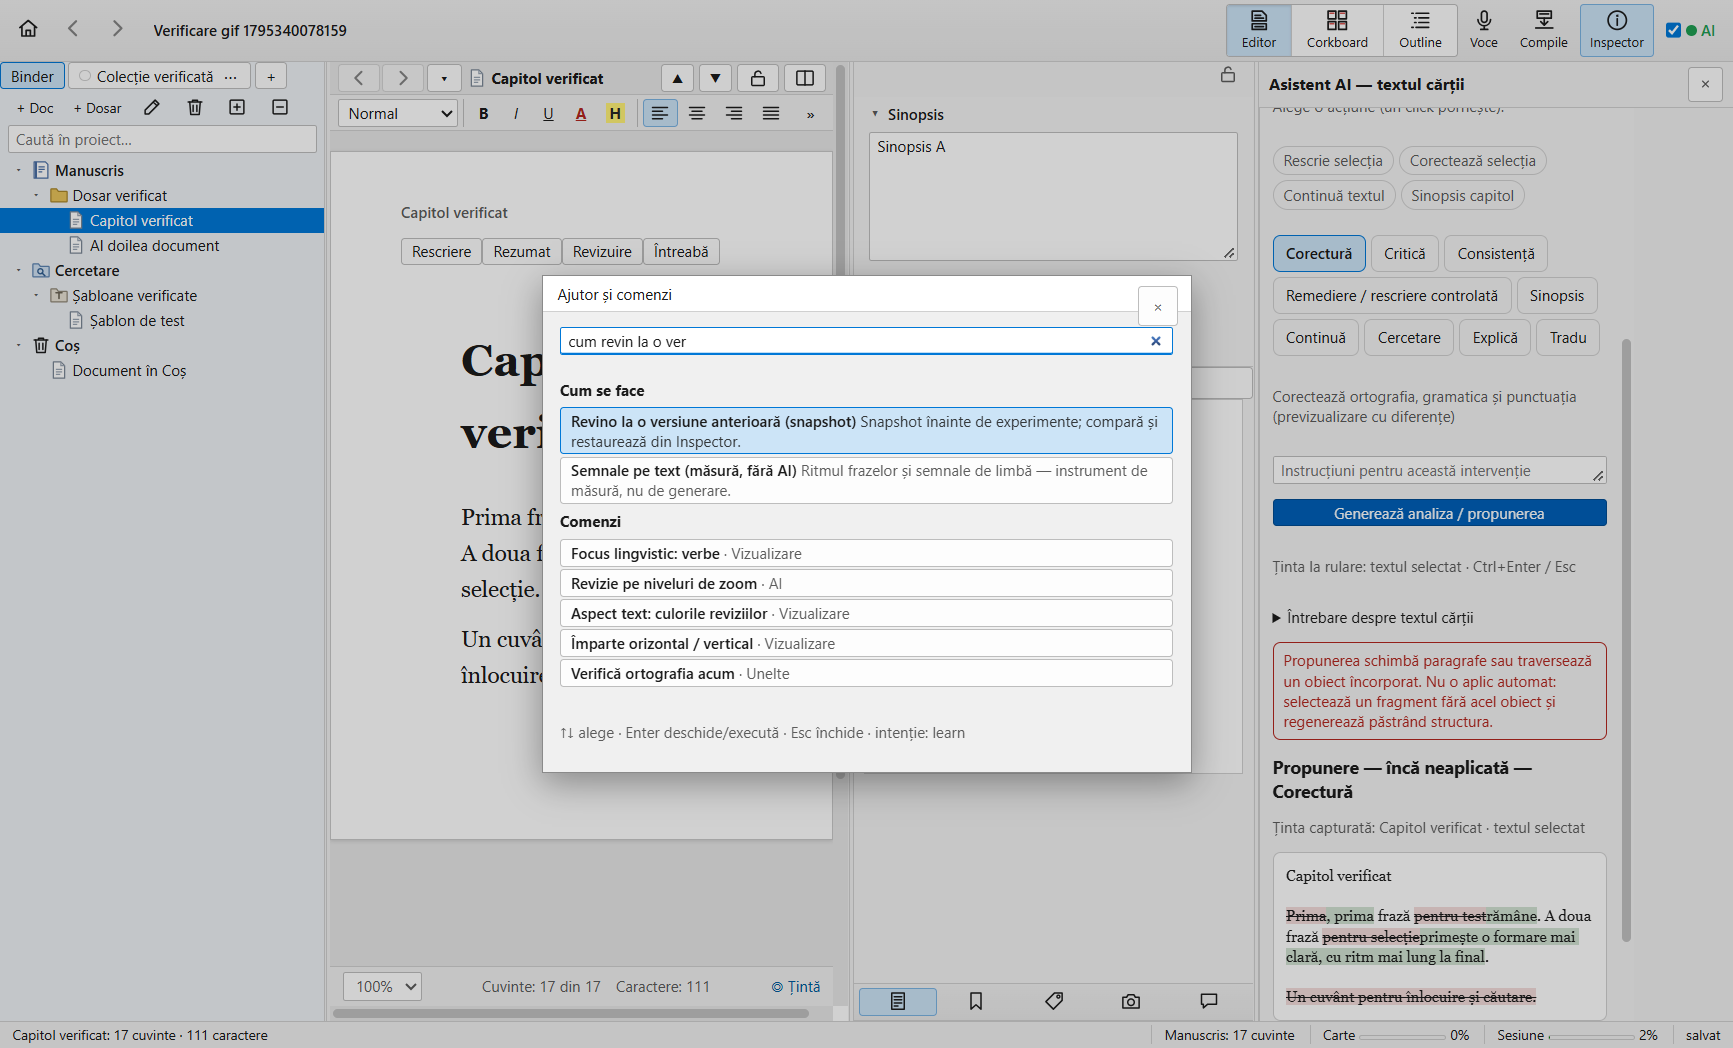 Verificare gif 1795340078159
Editor
Corkboard
Outline
Voce
Compile
Inspector
AI
Binder
Colecție verificată ···
+
+ Doc
+ Dosar
Caută în proiect...
Manuscris
Dosar verificat
Capitol verificat
Al doilea document
Cercetare
Șabloane verificate
Șablon de test
Coș
Document în Coș
Capitol verificat
Normal
B I U A H
»
Capitol verificat
Rescriere
Rezumat
Revizuire
Întreabă
Cap
veri
Prima fr
A doua f
selecție.
Un cuvâ
înlocuire
100%
Cuvinte: 17 din 17
Caractere: 111
Țintă
Sinopsis
Sinopsis A
Ajutor și comenzi
×
cum revin la o ver
Cum se face
Revino la o versiune anterioară (snapshot) Snapshot înainte de experimente; compară și
restaurează din Inspector.
Semnale pe text (măsură, fără AI) Ritmul frazelor și semnale de limbă — instrument de
măsură, nu de generare.
Comenzi
Focus lingvistic: verbe · Vizualizare
Revizie pe niveluri de zoom · AI
Aspect text: culorile reviziilor · Vizualizare
Împarte orizontal / vertical · Vizualizare
Verifică ortografia acum · Unelte
↑↓ alege · Enter deschide/execută · Esc închide · intenție: learn
Asistent AI — textul cărții
×
Alege o acțiune (un click pornește).
Rescrie selecția
Corectează selecția
Continuă textul
Sinopsis capitol
Corectură
Critică
Consistență
Remediere / rescriere controlată
Sinopsis
Continuă
Cercetare
Explică
Tradu
Corectează ortografia, gramatica și punctuația
(previzualizare cu diferențe)
Instrucțiuni pentru această intervenție
Generează analiza / propunerea
Ținta la rulare: textul selectat · Ctrl+Enter / Esc
Întrebare despre textul cărții
Propunerea schimbă paragrafe sau traversează
un obiect încorporat. Nu o aplic automat:
selectează un fragment fără acel obiect și
regenerează păstrând structura.
Propunere — încă neaplicată —
Corectură
Ținta capturată: Capitol verificat · textul selectat
Capitol verificat
Prima, prima frază pentru testrămâne. A doua
frază pentru selecțieprimește o formare mai
clară, cu ritm mai lung la final.
Un cuvânt pentru înlocuire și căutare.
Capitol verificat: 17 cuvinte · 111 caractere
Manuscris: 17 cuvinte
Carte
0%
Sesiune
2%
salvat